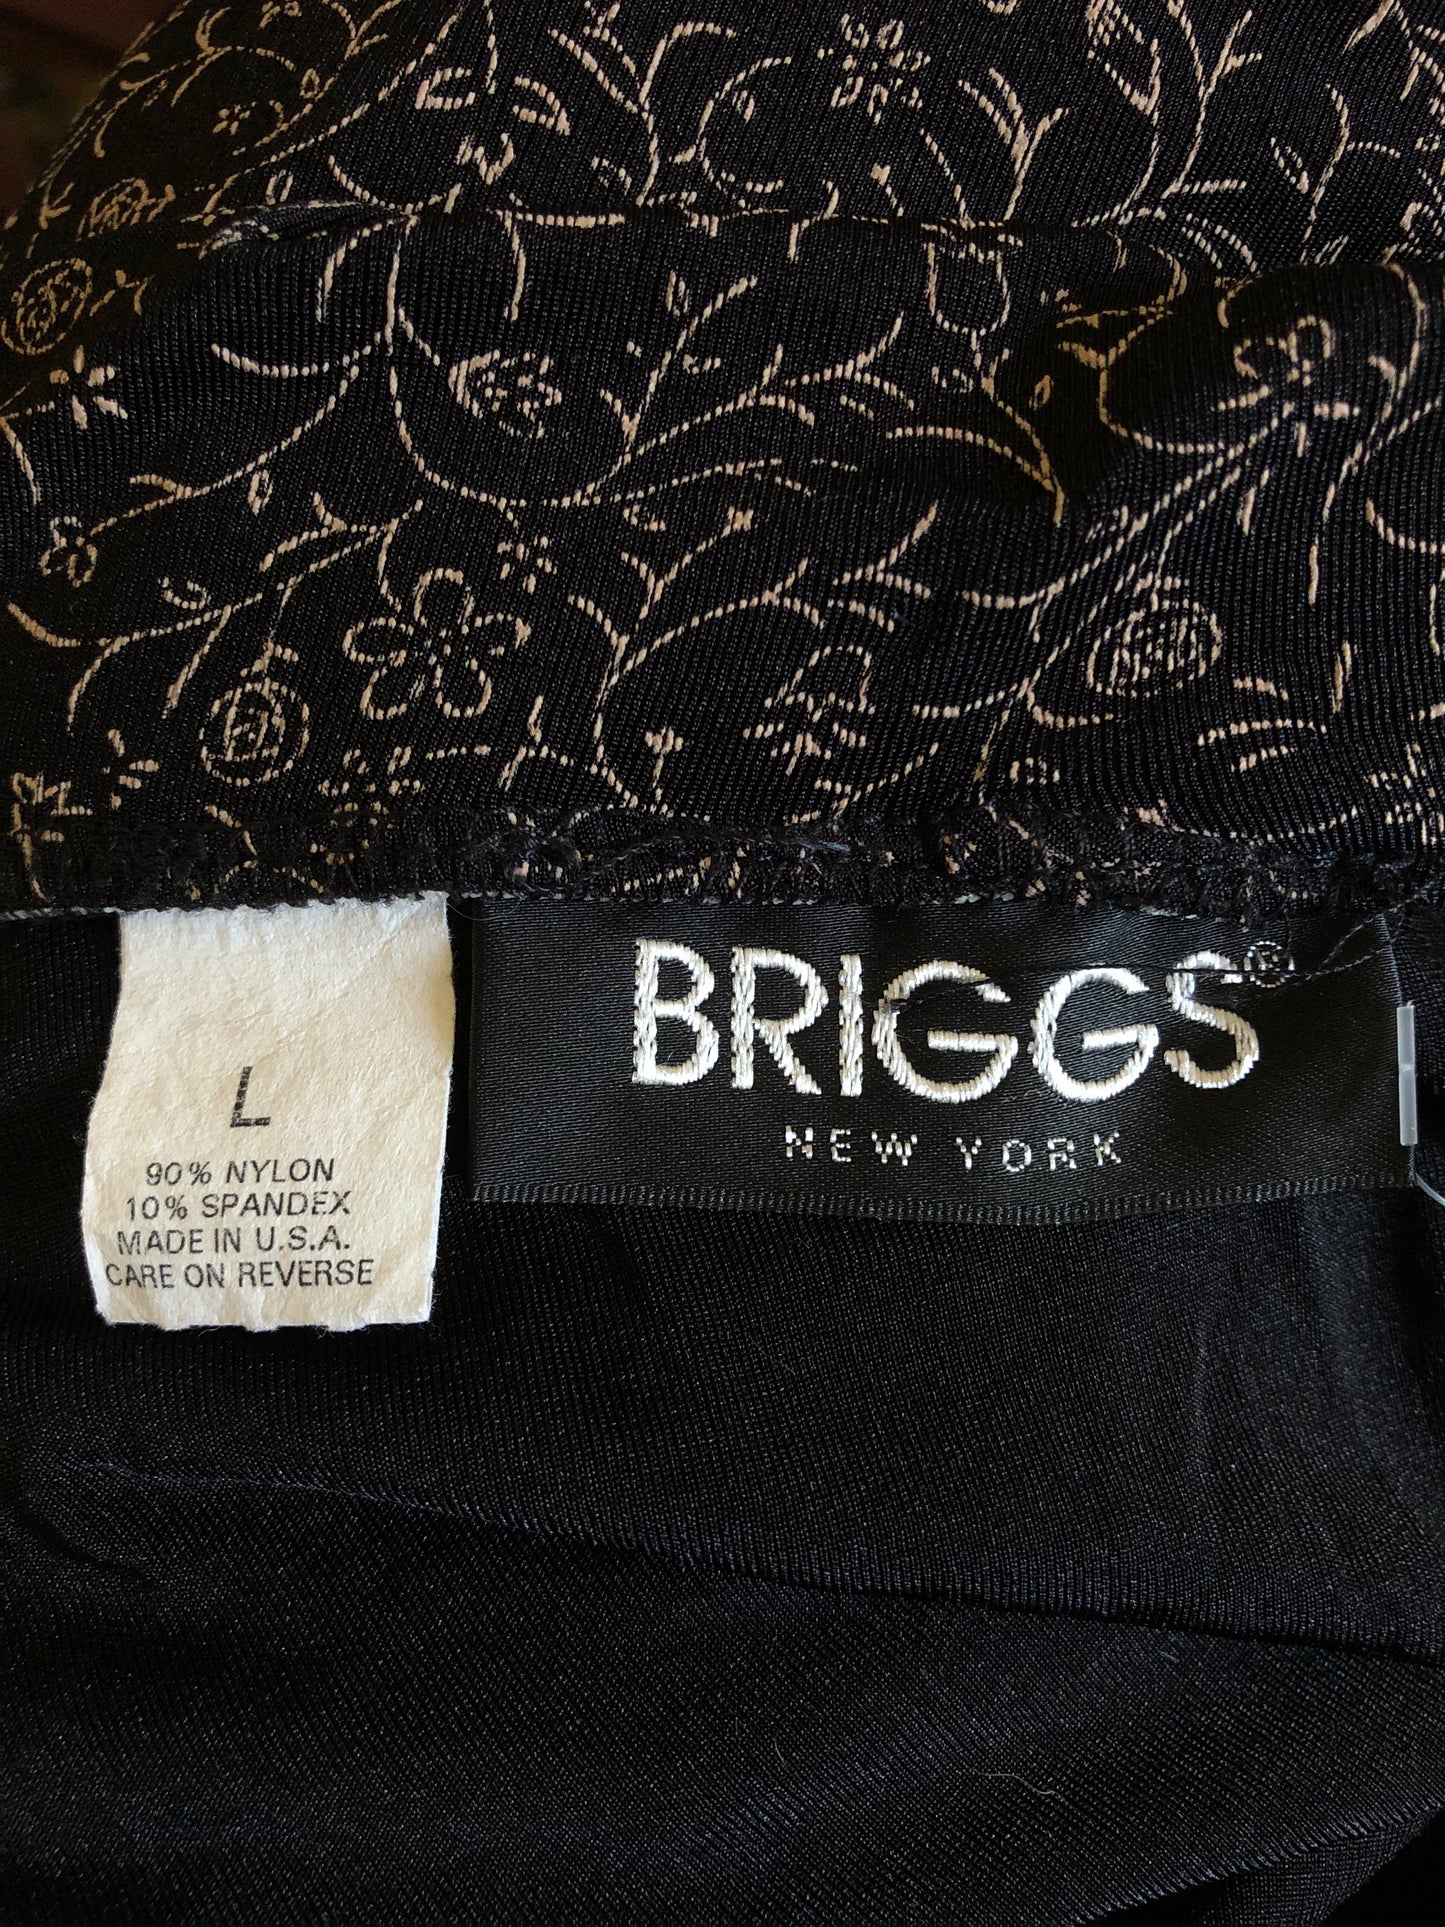 L
90% NYLON
10% SPANDEX
MADE IN U.S.A.
CARE ON REVERSE
BRIGGS®
NEW YORK